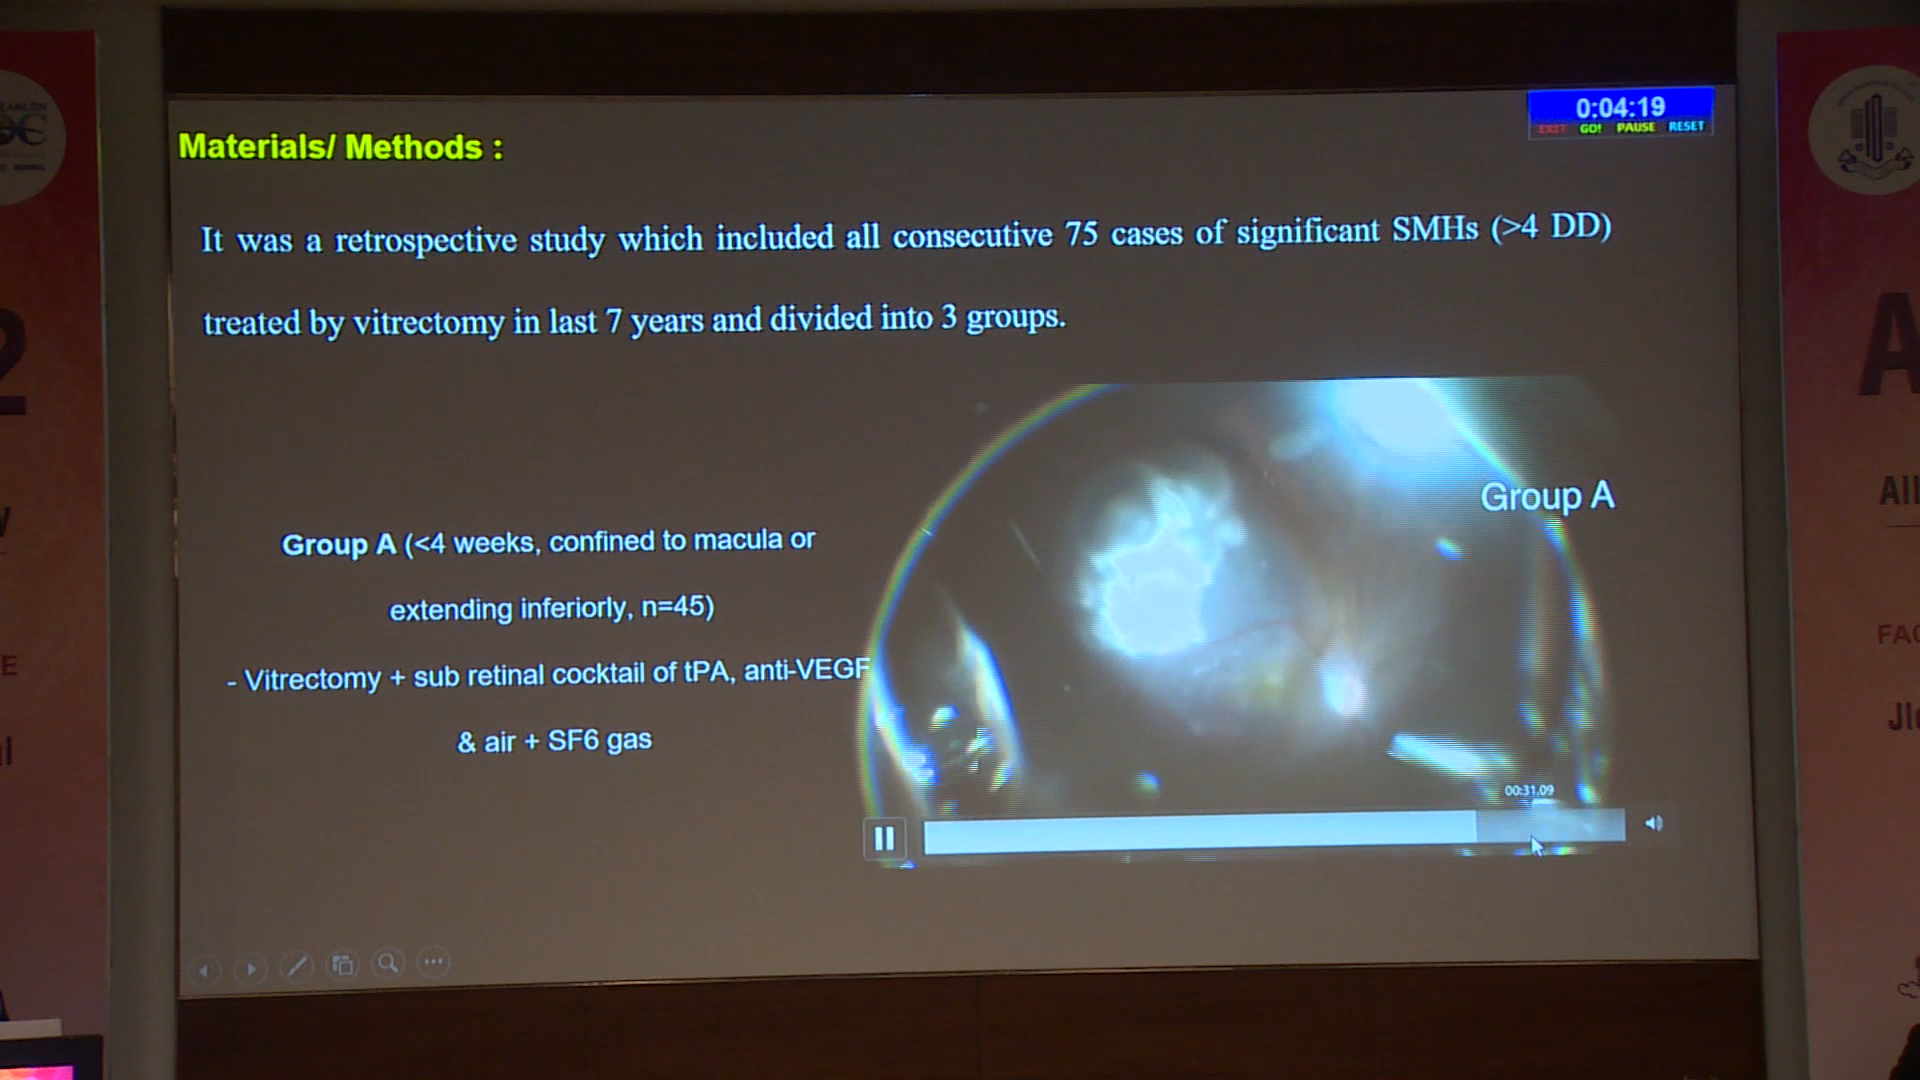 0:04:19
EXIT GO! PAUSE RESET
Materials/ Methods :
It was a retrospective study which included all consecutive 75 cases of significant SMHs (>4 DD)
treated by vitrectomy in last 7 years and divided into 3 groups.
Group A
Group A (<4 weeks, confined to macula or
extending inferiorly, n=45)
- Vitrectomy + sub retinal cocktail of tPA, anti-VEGF
& air + SF6 gas
00:31.09
2
E
A
All
FAC